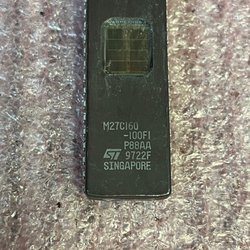 M27C160
-100F1
P88AA
ST 9722F
SINGAPORE